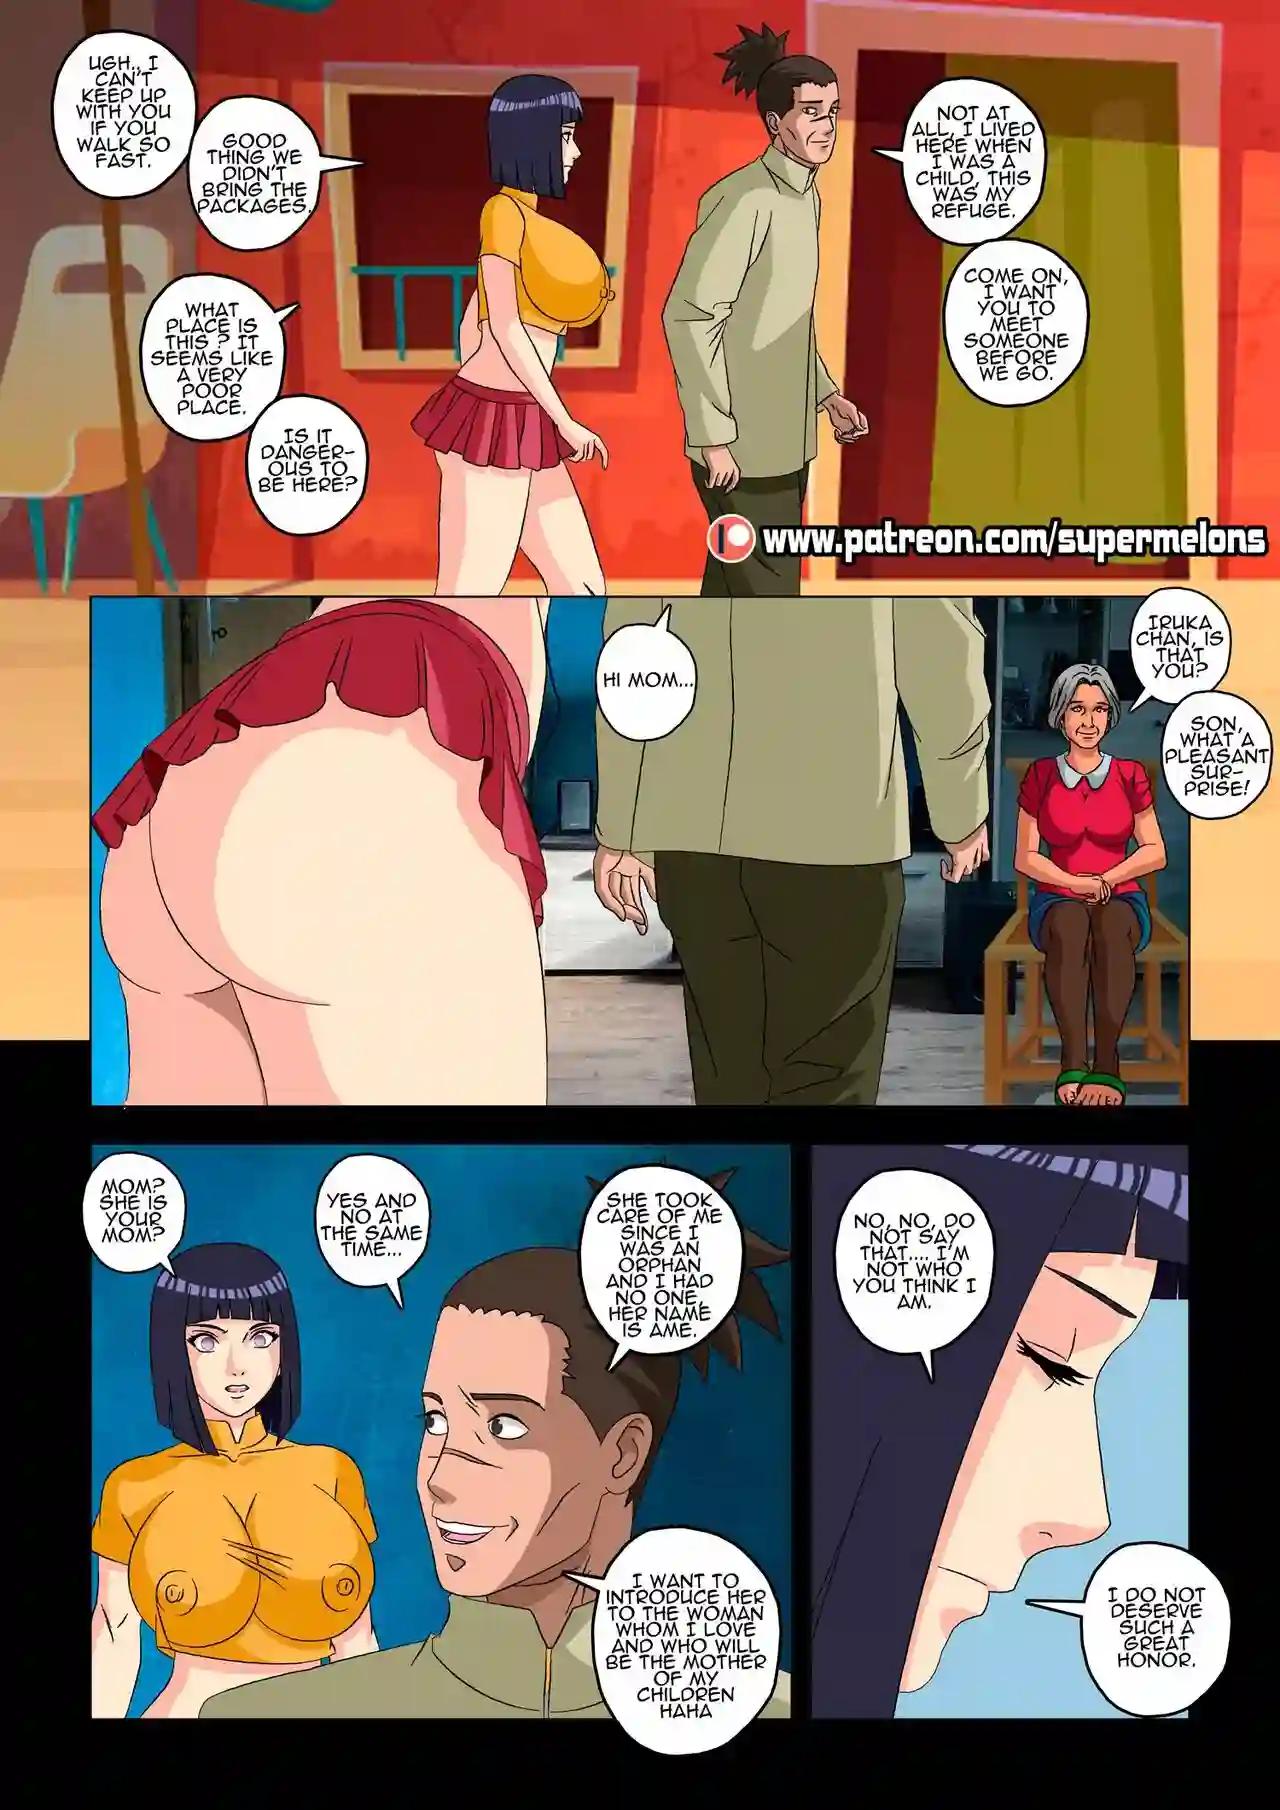 UGH., I
CAN'T
KEEP UP
WITH YOU
IF YOU
WALK SO
FAST.
GOOD
THING WE
DIDN'T
BRING THE
PACKAGES.
NOT AT
ALL, I LIVED
HERE WHEN
I WAS A
CHILD, THIS
WAS MY
REFUGE.
COME ON,
I WANT
YOU TO
MEET
SOMEONE
BEFORE
WE GO.
WHAT
PLACE IS
THIS ? IT
SEEMS LIKE
A VERY
POOR
PLACE.
IS IT
DANGER-
OUS TO
BE HERE?
www.patreon.com/supermelons
HI MOM...
IRUKA
CHAN, IS
THAT
YOU?
SON,
WHAT A
PLEASANT
SUR-
PRISE!
MOM?
SHE IS
YOUR
MOM?
YES AND
NO AT
THE SAME
TIME...
SHE TOOK
CARE OF ME
SINCE I
WAS AN
ORPHAN
AND I HAD
NO ONE,
HER NAME
IS AME.
I WANT TO
INTRODUCE HER
TO THE WOMAN
WHOM I LOVE
AND WHO WILL
BE THE MOTHER
OF MY
CHILDREN
HAHA
NO, NO, DO
NOT SAY
THAT.... I'M
NOT WHO
YOU THINK I
AM.
I DO NOT
DESERVE
SUCH A
GREAT
HONOR.